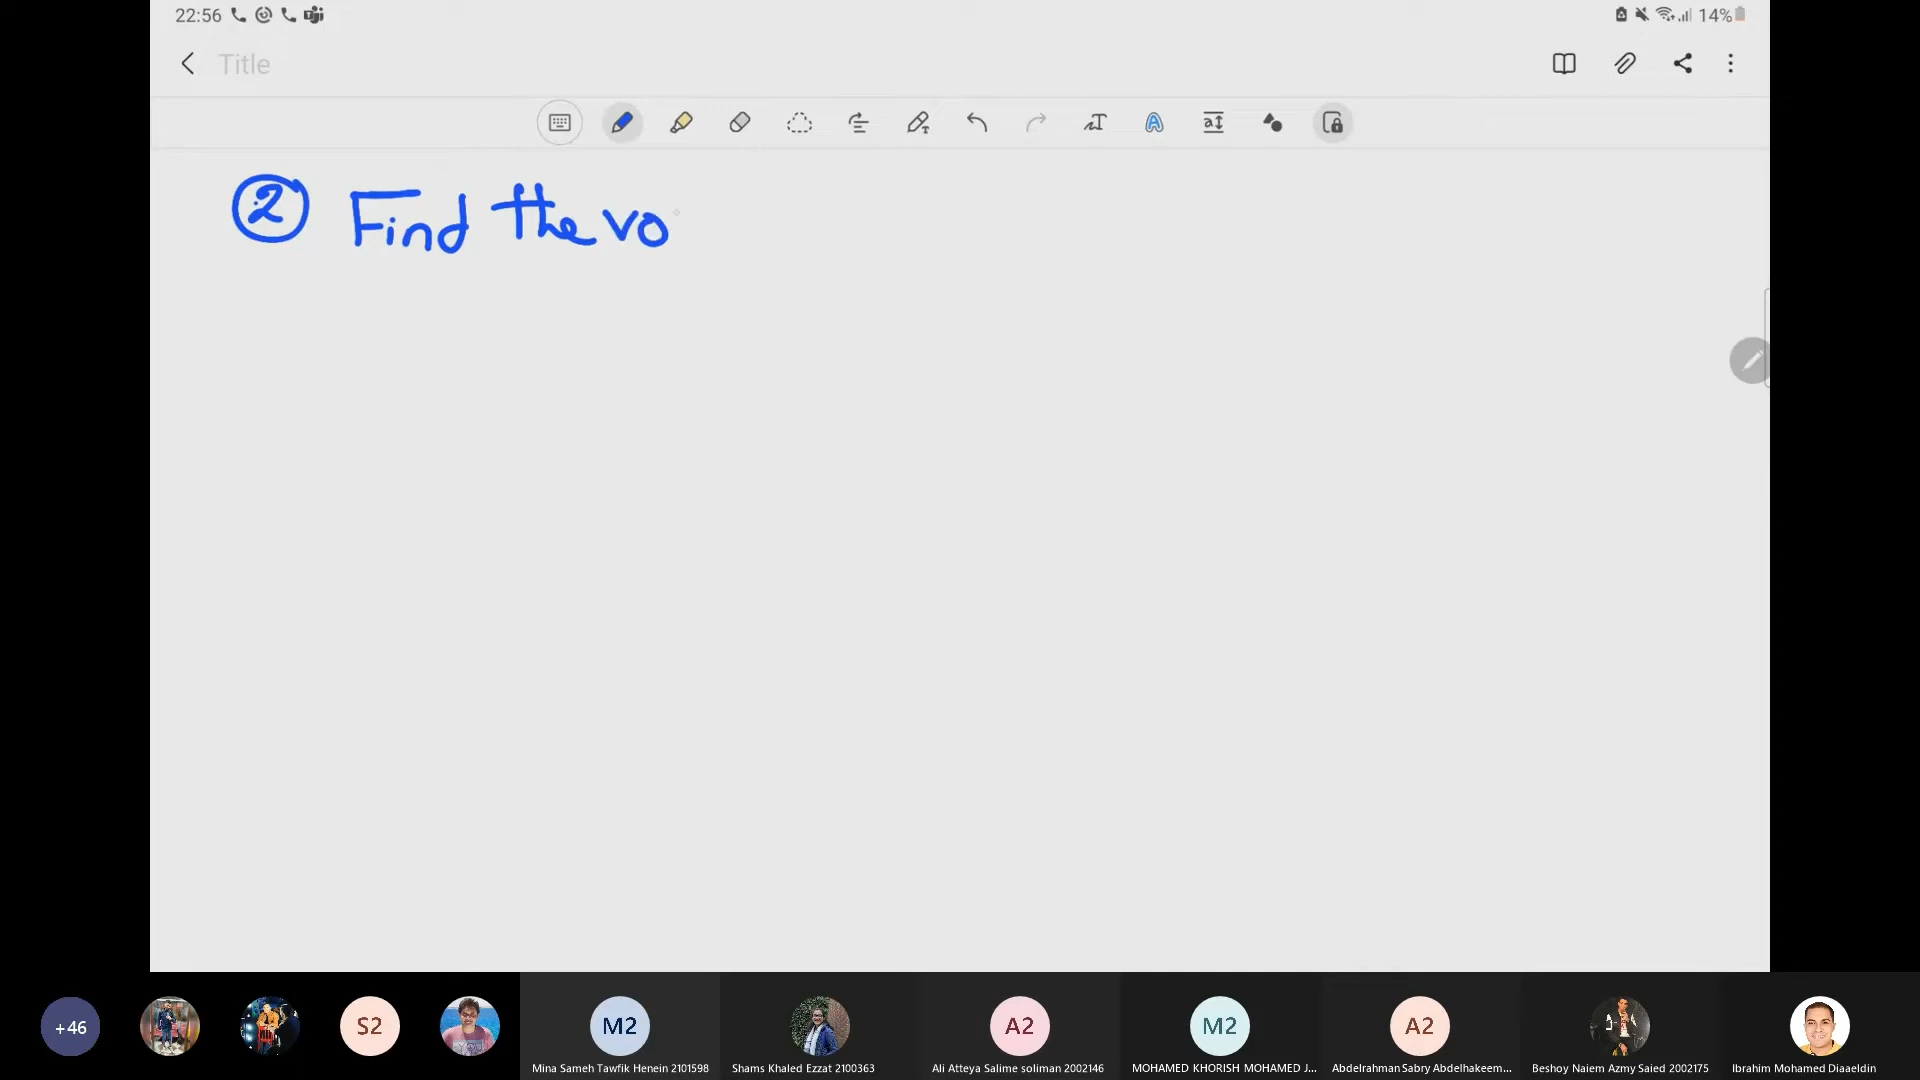 22:56 14%
Title
② Find the vo
+46 S2 M2 A2 M2 A2
Mina Sameh Tawfik Henein 2101598 Shams Khaled Ezzat 2100363 Ali Atteya Salime soliman 2002146 MOHAMED KHORISH MOHAMED J... Abdelrahman Sabry Abdelhakeem... Beshoy Naiem Azmy Saied 2002175 Ibrahim Mohamed Diaaeldin